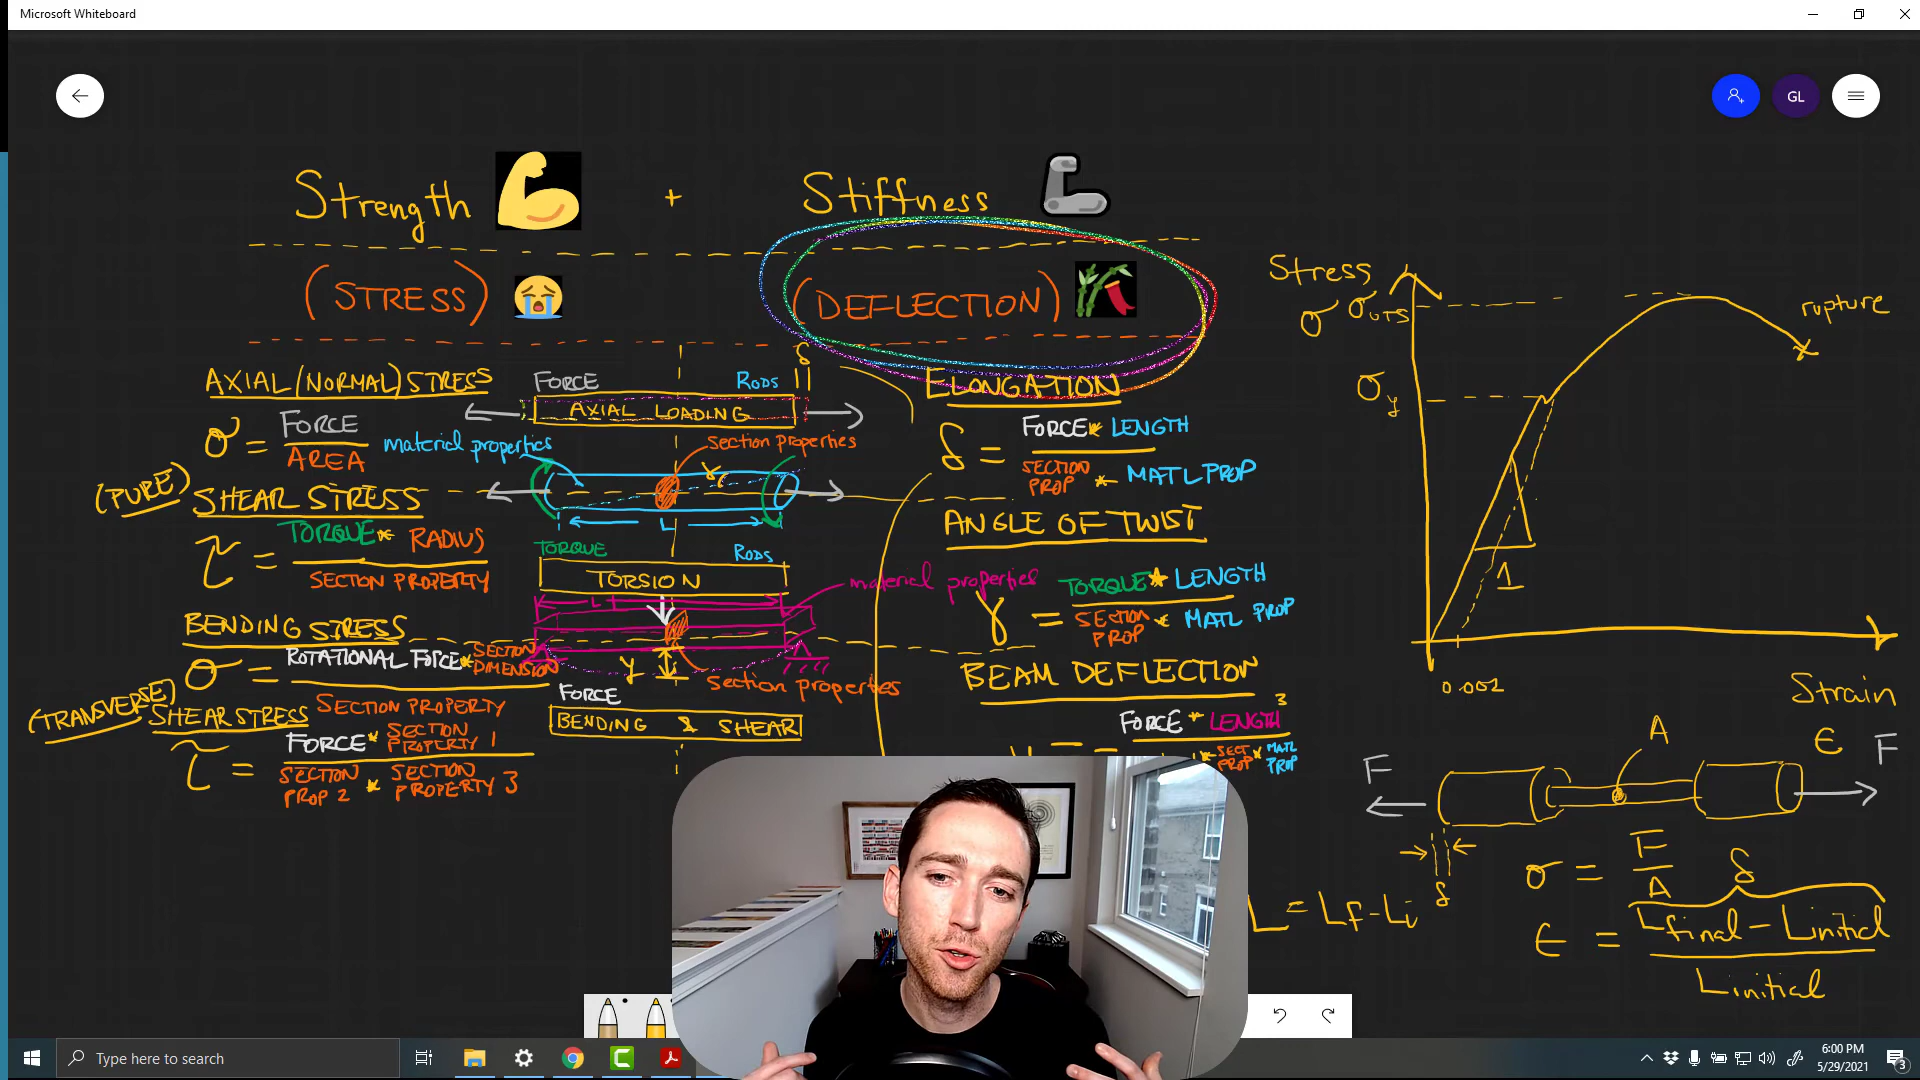 Microsoft Whiteboard
GL
Strength + Stiffness
(STRESS)
(DEFLECTION)
AXIAL (NORMAL) STRESS
σ = FORCE
AREA
(PURE) SHEAR STRESS
τ = TORQUE * RADIUS
SECTION PROPERTY
BENDING STRESS
σ = ROTATIONAL FORCE * SECTION DIMENSION
SECTION PROPERTY
(TRANSVERSE) SHEAR STRESS
τ = FORCE * SECTION PROPERTY 1
SECTION PROP 2 * SECTION PROPERTY 3
FORCE
RODS
δ
AXIAL LOADING
material properties
section properties
γ
L
TORQUE
RODS
TORSION
material properties
L
y
section properties
FORCE
BENDING & SHEAR
ELONGATION
δ = FORCE * LENGTH
SECTION PROP * MATL PROP
ANGLE OF TWIST
γ = TORQUE * LENGTH
SECTION PROP * MATL PROP
BEAM DEFLECTION
FORCE * LENGTH 3
* SECT PROP * MATL PROP
Stress
σ σUTS
σy
rupture
1
0.002
Strain
ϵ
A
F
F
δ
σ = F
A
L = Lf - Li
δ
ϵ = Lfinal - Linitial
Linitial
Type here to search
6:00 PM
5/29/2021
3